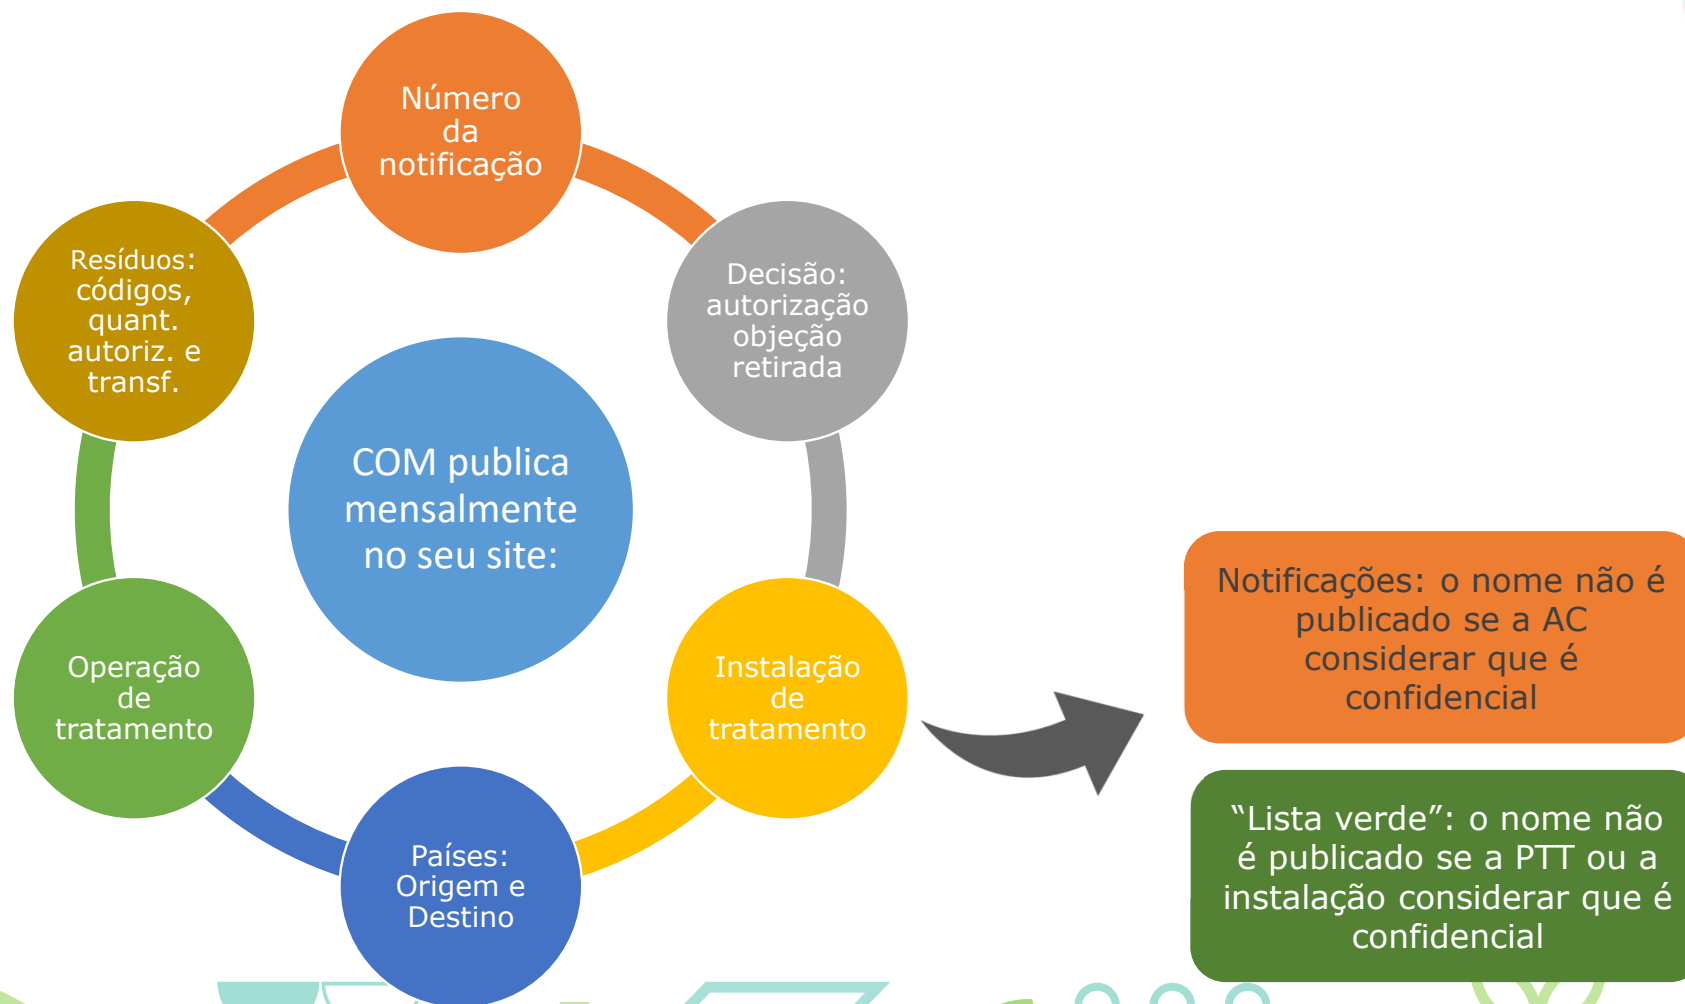 Número
da
notificação
Decisão:
autorização
objeção
retirada
Instalação
de
tratamento
Países:
Origem e
Destino
Operação
de
tratamento
Resíduos:
códigos,
quant.
autoriz. e
transf.
COM publica
mensalmente
no seu site:
Notificações: o nome não é
publicado se a AC
considerar que é
confidencial
“Lista verde”: o nome não
é publicado se a PTT ou a
instalação considerar que é
confidencial